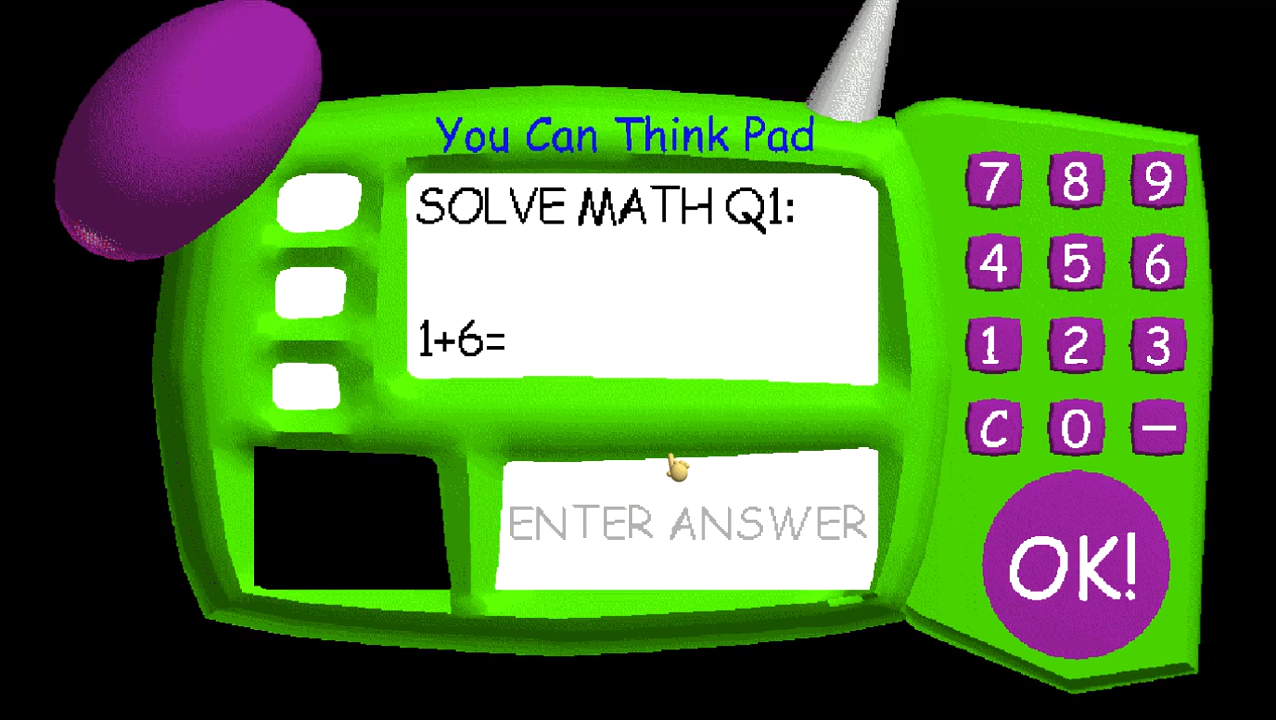 You Can Think Pad
SOLVE MATH Q1:
1+6=
ENTER ANSWER
7 8 9
4 5 6
1 2 3
C 0 —
OK!